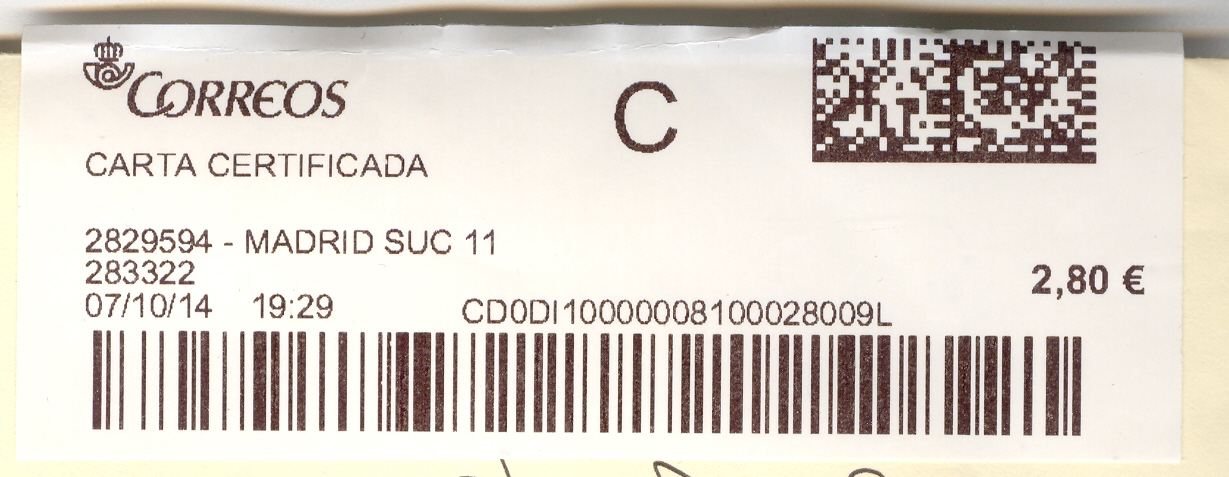 CORREOS
C
CARTA CERTIFICADA
2829594 - MADRID SUC 11
283322
2,80 €
07/10/14 19:29 CD0DI10000008100028009L